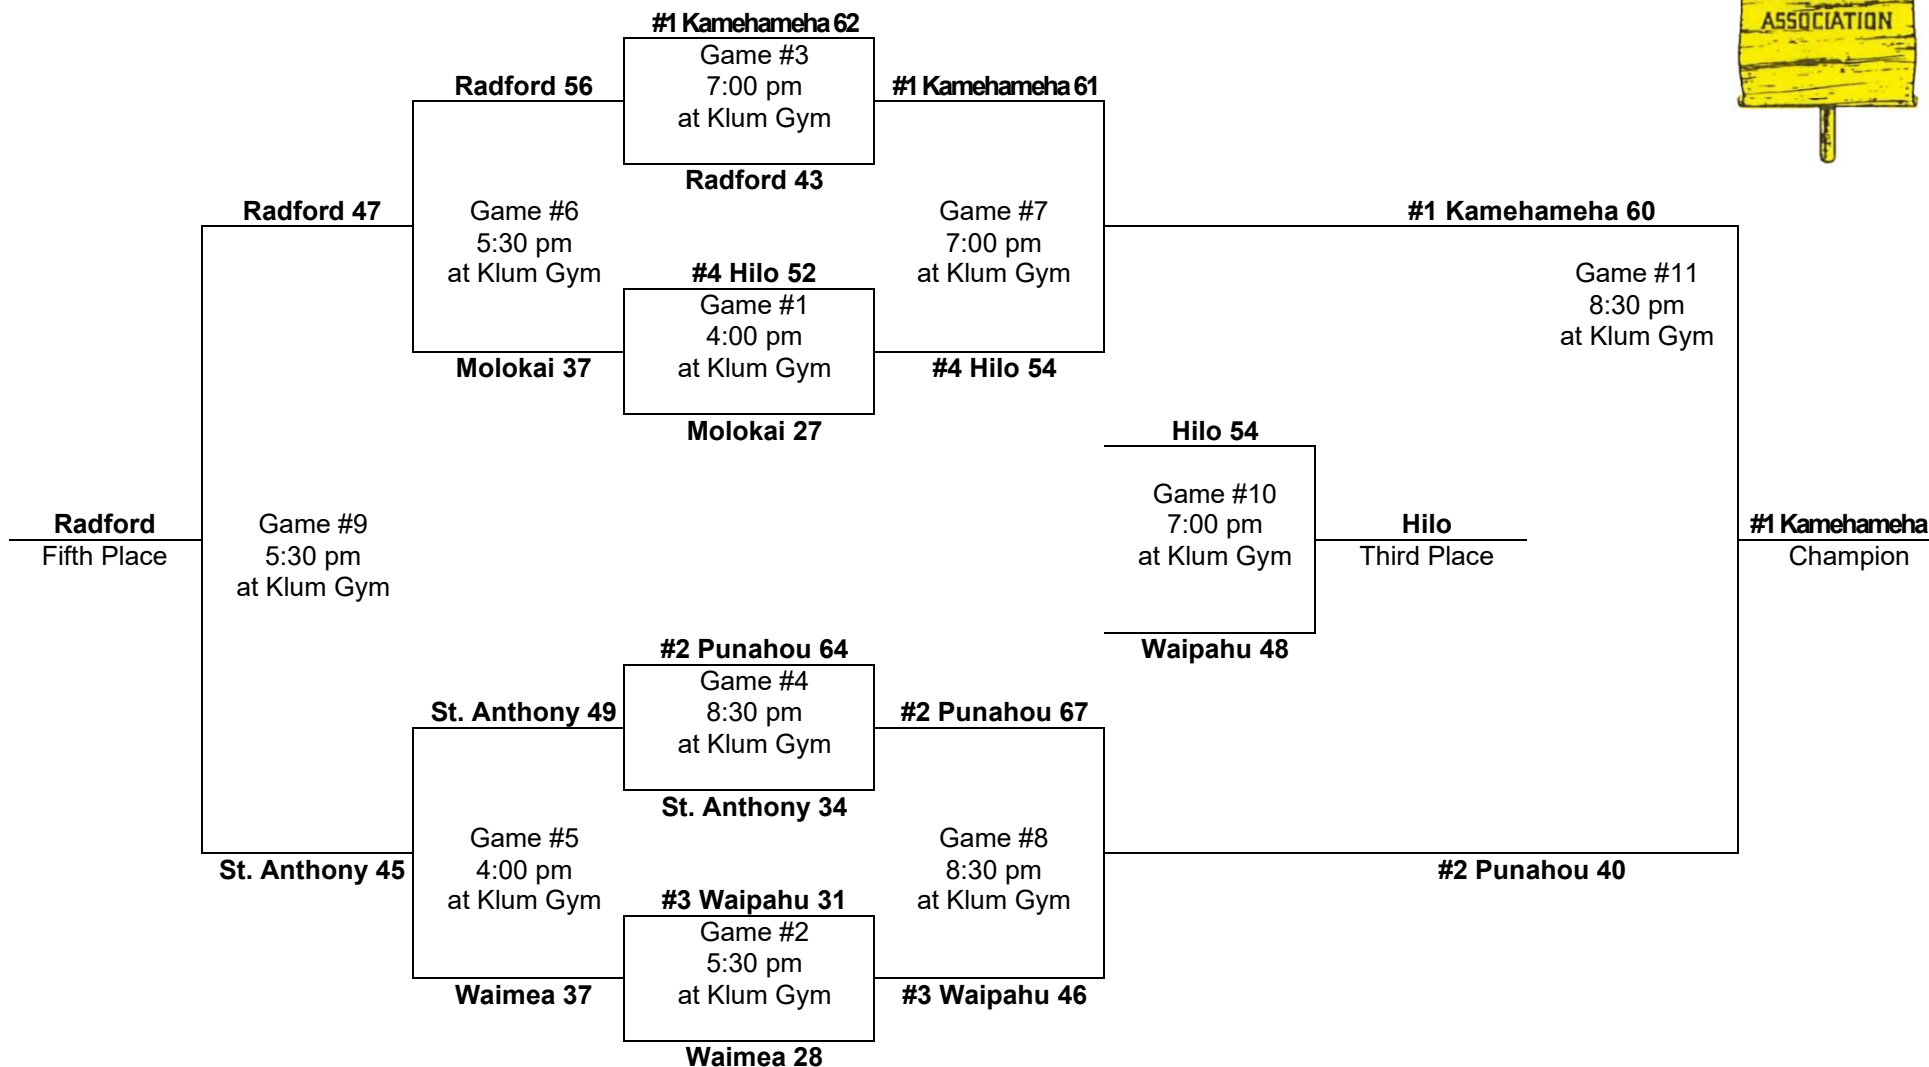 ASSOCIATION
#1 Kamehameha 62
Game #3
7:00 pm
at Klum Gym
Radford 43
Radford 56
Game #6
5:30 pm
at Klum Gym
Molokai 37
#1 Kamehameha 61
Game #7
7:00 pm
at Klum Gym
#4 Hilo 54
#4 Hilo 52
Game #1
4:00 pm
at Klum Gym
Molokai 27
Radford 47
Game #9
5:30 pm
at Klum Gym
St. Anthony 45
Radford
Fifth Place
#1 Kamehameha 60
Game #11
8:30 pm
at Klum Gym
#2 Punahou 40
#1 Kamehameha
Champion
Hilo 54
Game #10
7:00 pm
at Klum Gym
Waipahu 48
Hilo
Third Place
#2 Punahou 64
Game #4
8:30 pm
at Klum Gym
St. Anthony 34
St. Anthony 49
Game #5
4:00 pm
at Klum Gym
Waimea 37
#2 Punahou 67
Game #8
8:30 pm
at Klum Gym
#3 Waipahu 46
#3 Waipahu 31
Game #2
5:30 pm
at Klum Gym
Waimea 28